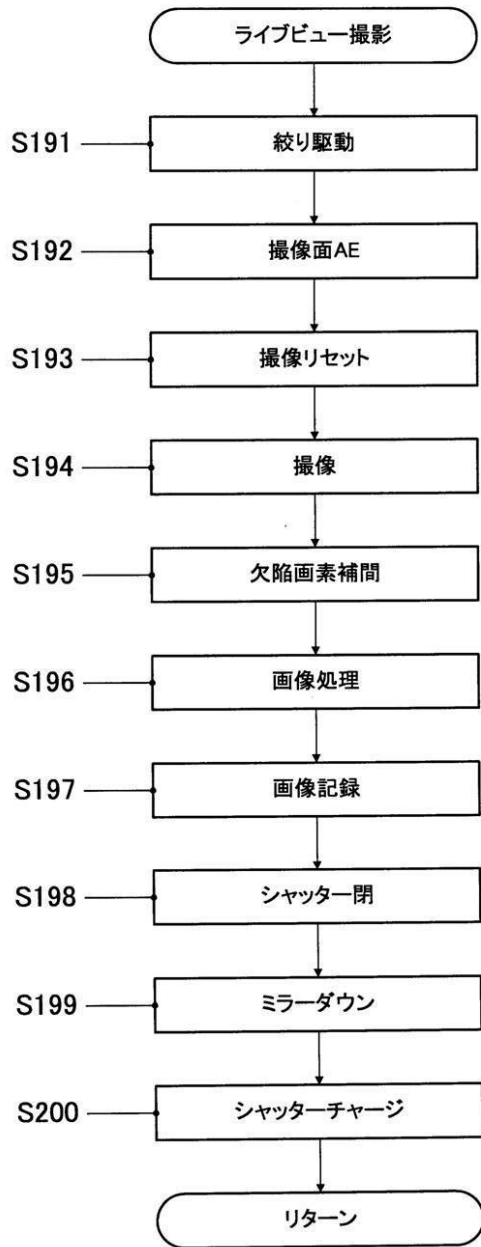 ライブビュー撮影
S191 絞り駆動
S192 撮像面AE
S193 撮像リセット
S194 撮像
S195 欠陥画素補間
S196 画像処理
S197 画像記録
S198 シャッター閉
S199 ミラーダウン
S200 シャッターチャージ
リターン